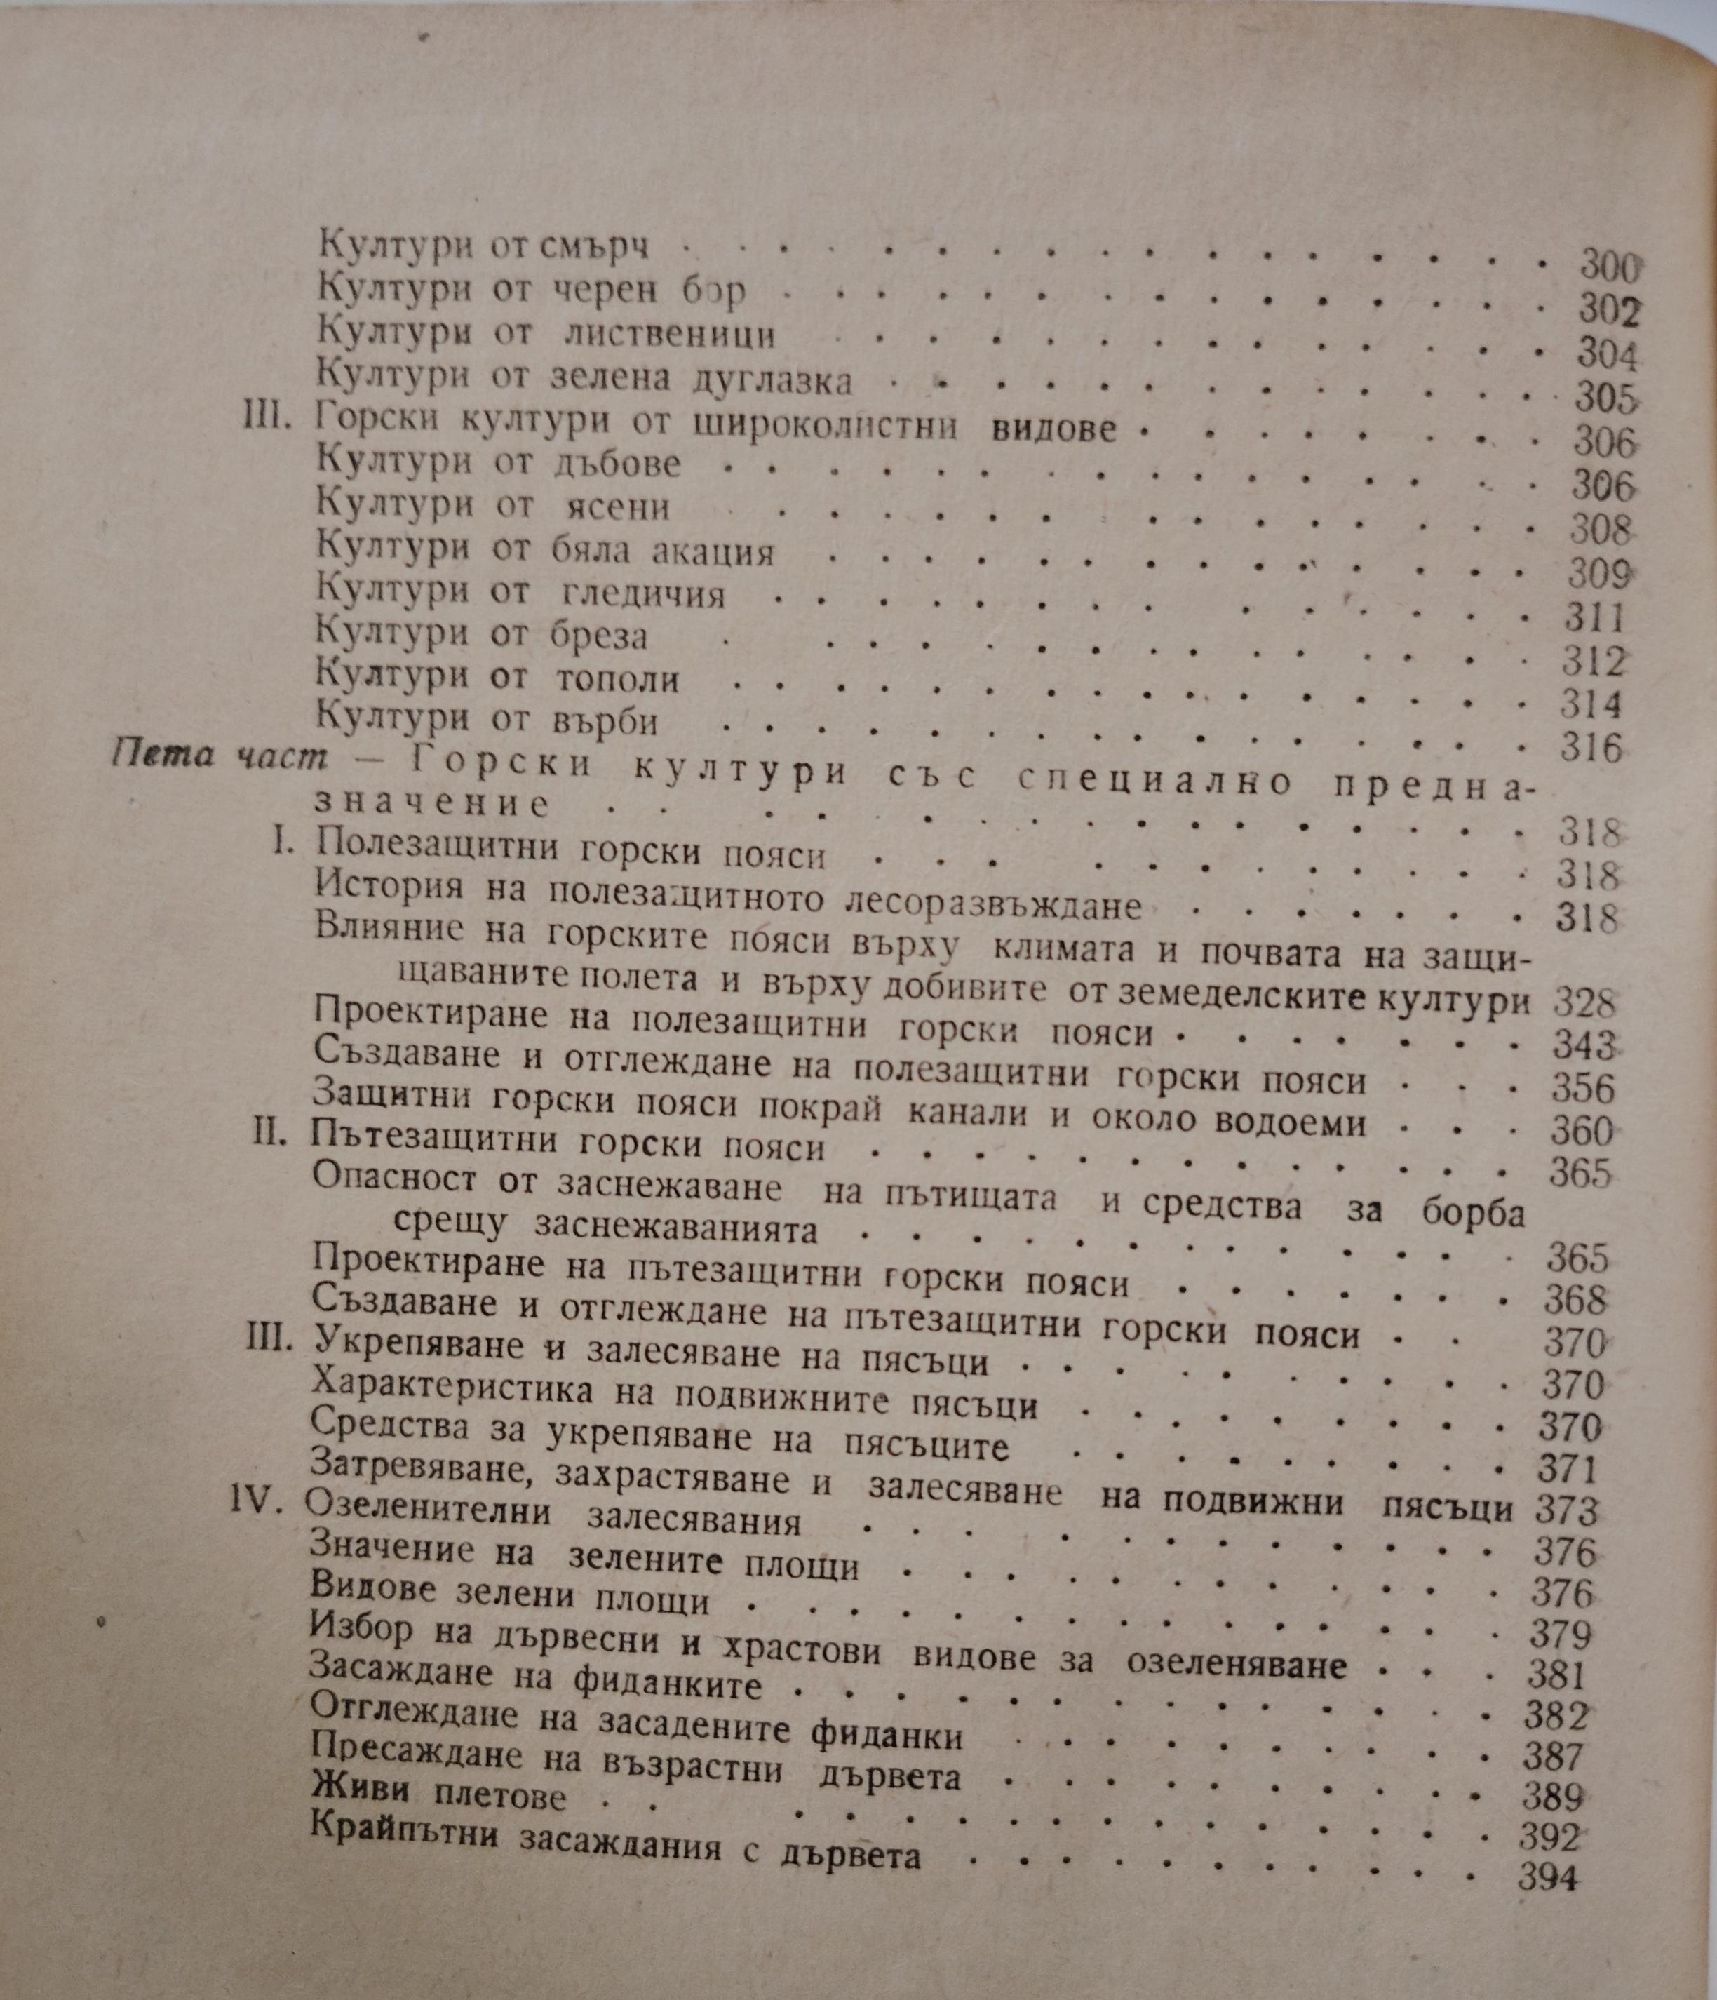 Култури от смърч . . . . . . . . . . . . . . . . 300
Култури от черен бор . . . . . . . . . . . . . . . 302
Култури от лиственици . . . . . . . . . . . . . . 304
Култури от зелена дуглазка . . . . . . . . . . . . . 305
III. Горски култури от широколистни видове . . . . . . . . 306
Култури от дъбове . . . . . . . . . . . . . . . 306
Култури от ясени . . . . . . . . . . . . . . . 308
Култури от бяла акация . . . . . . . . . . . . . 309
Култури от гледичия . . . . . . . . . . . . . . 311
Култури от бреза . . . . . . . . . . . . . . . 312
Култури от тополи . . . . . . . . . . . . . . . 314
Култури от върби . . . . . . . . . . . . . . . 316
Пета част — Горски култури със специално предна-
значение . . . . . . . . . . . . . . . . 318
I. Полезащитни горски пояси . . . . . . . . . . . . 318
История на полезащитното лесоразвъждане . . . . . . . 318
Влияние на горските пояси върху климата и почвата на защи-
щаваните полета и върху добивите от земеделските култури 328
Проектиране на полезащитни горски пояси . . . . . . . 343
Създаване и отглеждане на полезащитни горски пояси . . . 356
Защитни горски пояси покрай канали и около водоеми . . . 360
II. Пътезащитни горски пояси . . . . . . . . . . . . 365
Опасност от заснежаване на пътищата и средства за борба
срещу заснежаванията . . . . . . . . . . . . . 365
Проектиране на пътезащитни горски пояси . . . . . . . 368
Създаване и отглеждане на пътезащитни горски пояси . . 370
III. Укрепяване и залесяване на пясъци . . . . . . . . . 370
Характеристика на подвижните пясъци . . . . . . . . . 370
Средства за укрепяване на пясъците . . . . . . . . . 371
Затревяване, захрастяване и залесяване на подвижни пясъци 373
IV. Озеленителни залесявания . . . . . . . . . . . . 376
Значение на зелените площи . . . . . . . . . . . . 376
Видове зелени площи . . . . . . . . . . . . . . 379
Избор на дървесни и храстови видове за озеленяване . . . 381
Засаждане на фиданките . . . . . . . . . . . . . . 382
Отглеждане на засадените фиданки . . . . . . . . . . 387
Пресаждане на възрастни дървета . . . . . . . . . . 389
Живи плетове . . . . . . . . . . . . . . . . 392
Крайпътни засаждания с дървета . . . . . . . . . . 394